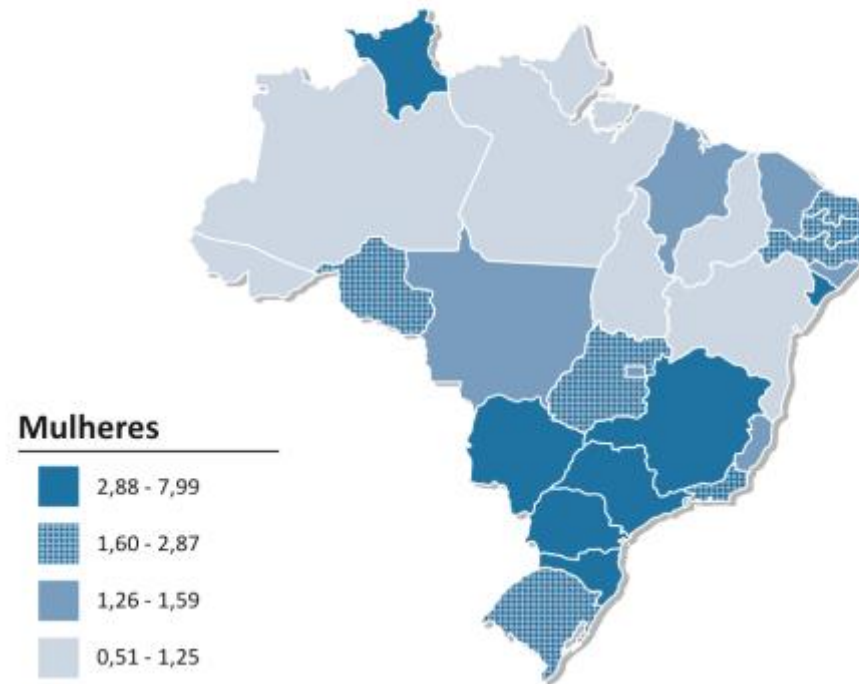 Mulheres
2,88 - 7,99
1,60 - 2,87
1,26 - 1,59
0,51 - 1,25